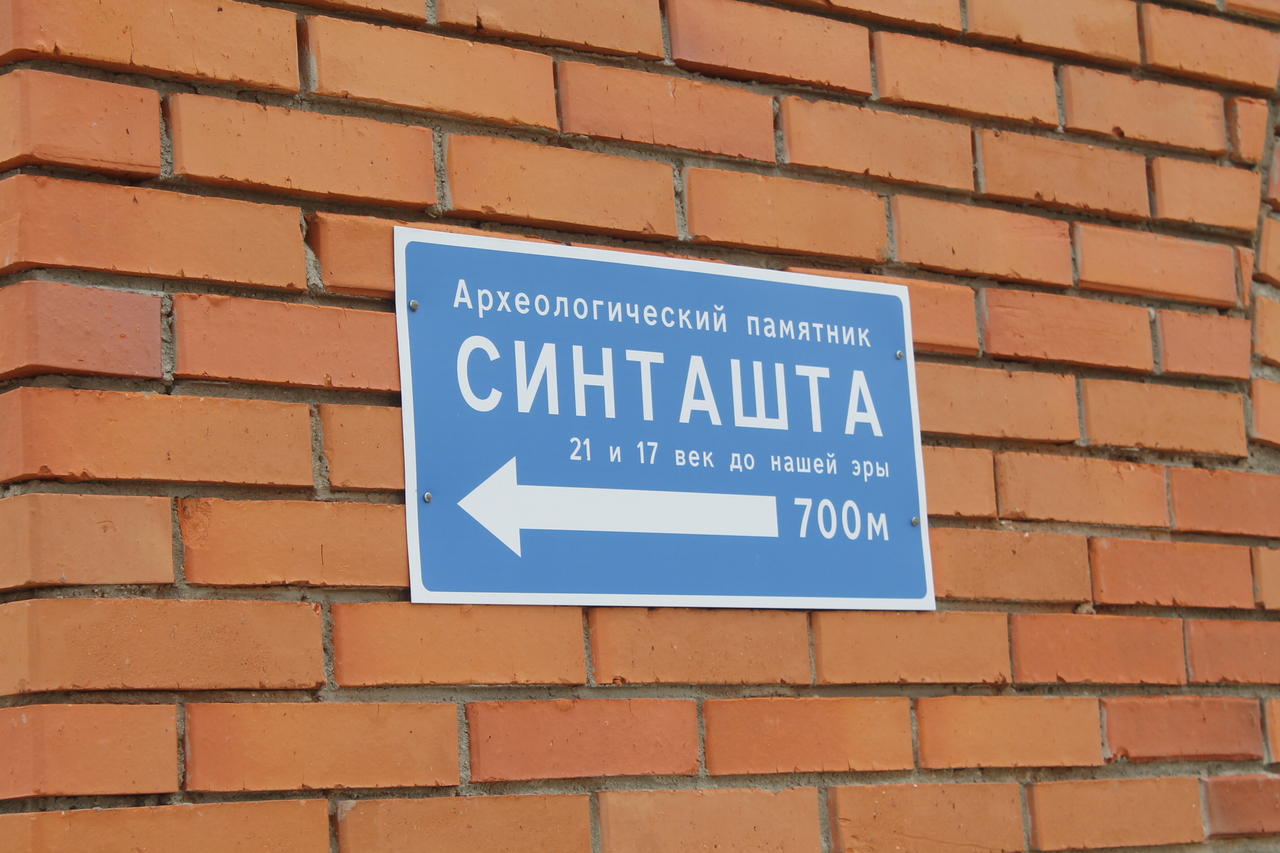 Археологический памятник
СИНТАШТА
21 и 17 век до нашей эры
700м